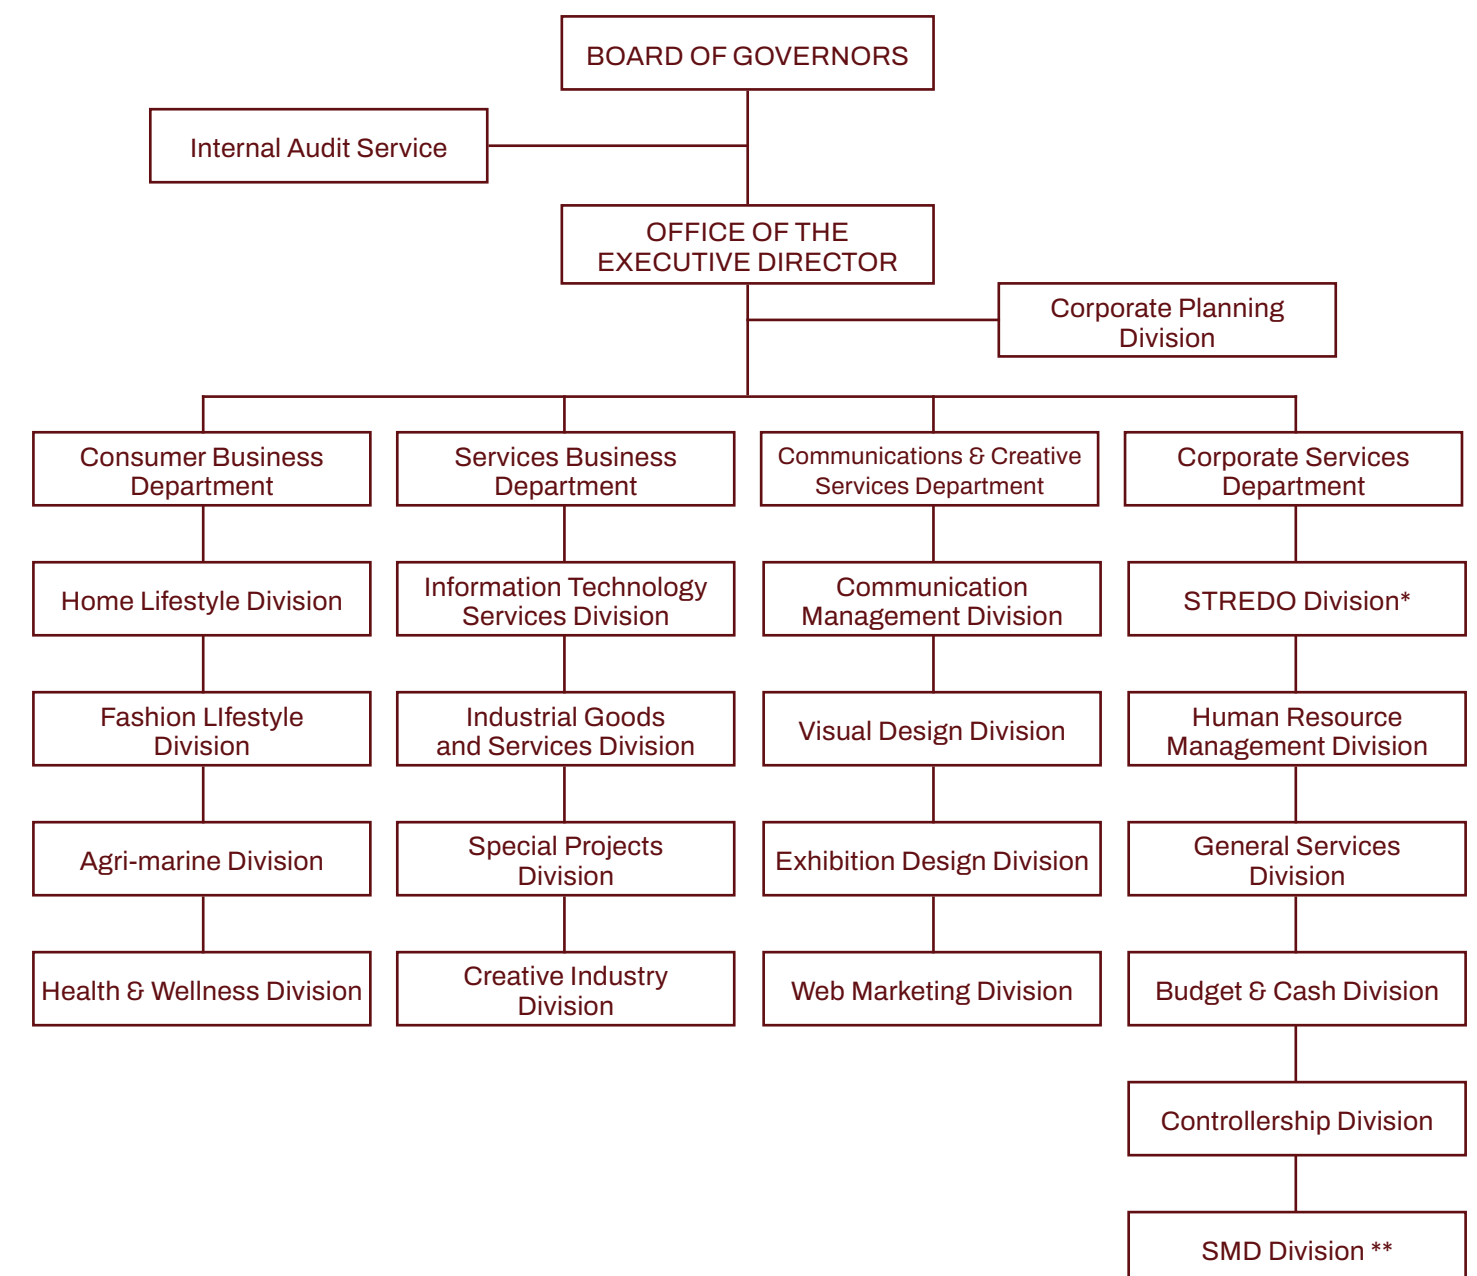 BOARD OF GOVERNORS
Internal Audit Service
OFFICE OF THE
EXECUTIVE DIRECTOR
Corporate Planning
Division
Consumer Business
Department
Services Business
Department
Communications & Creative
Services Department
Corporate Services
Department
Home Lifestyle Division
Information Technology
Services Division
Communication
Management Division
STREDO Division*
Fashion LIfestyle
Division
Industrial Goods
and Services Division
Visual Design Division
Human Resource
Management Division
Agri-marine Division
Special Projects
Division
Exhibition Design Division
General Services
Division
Health & Wellness Division
Creative Industry
Division
Web Marketing Division
Budget & Cash Division
Controllership Division
SMD Division **